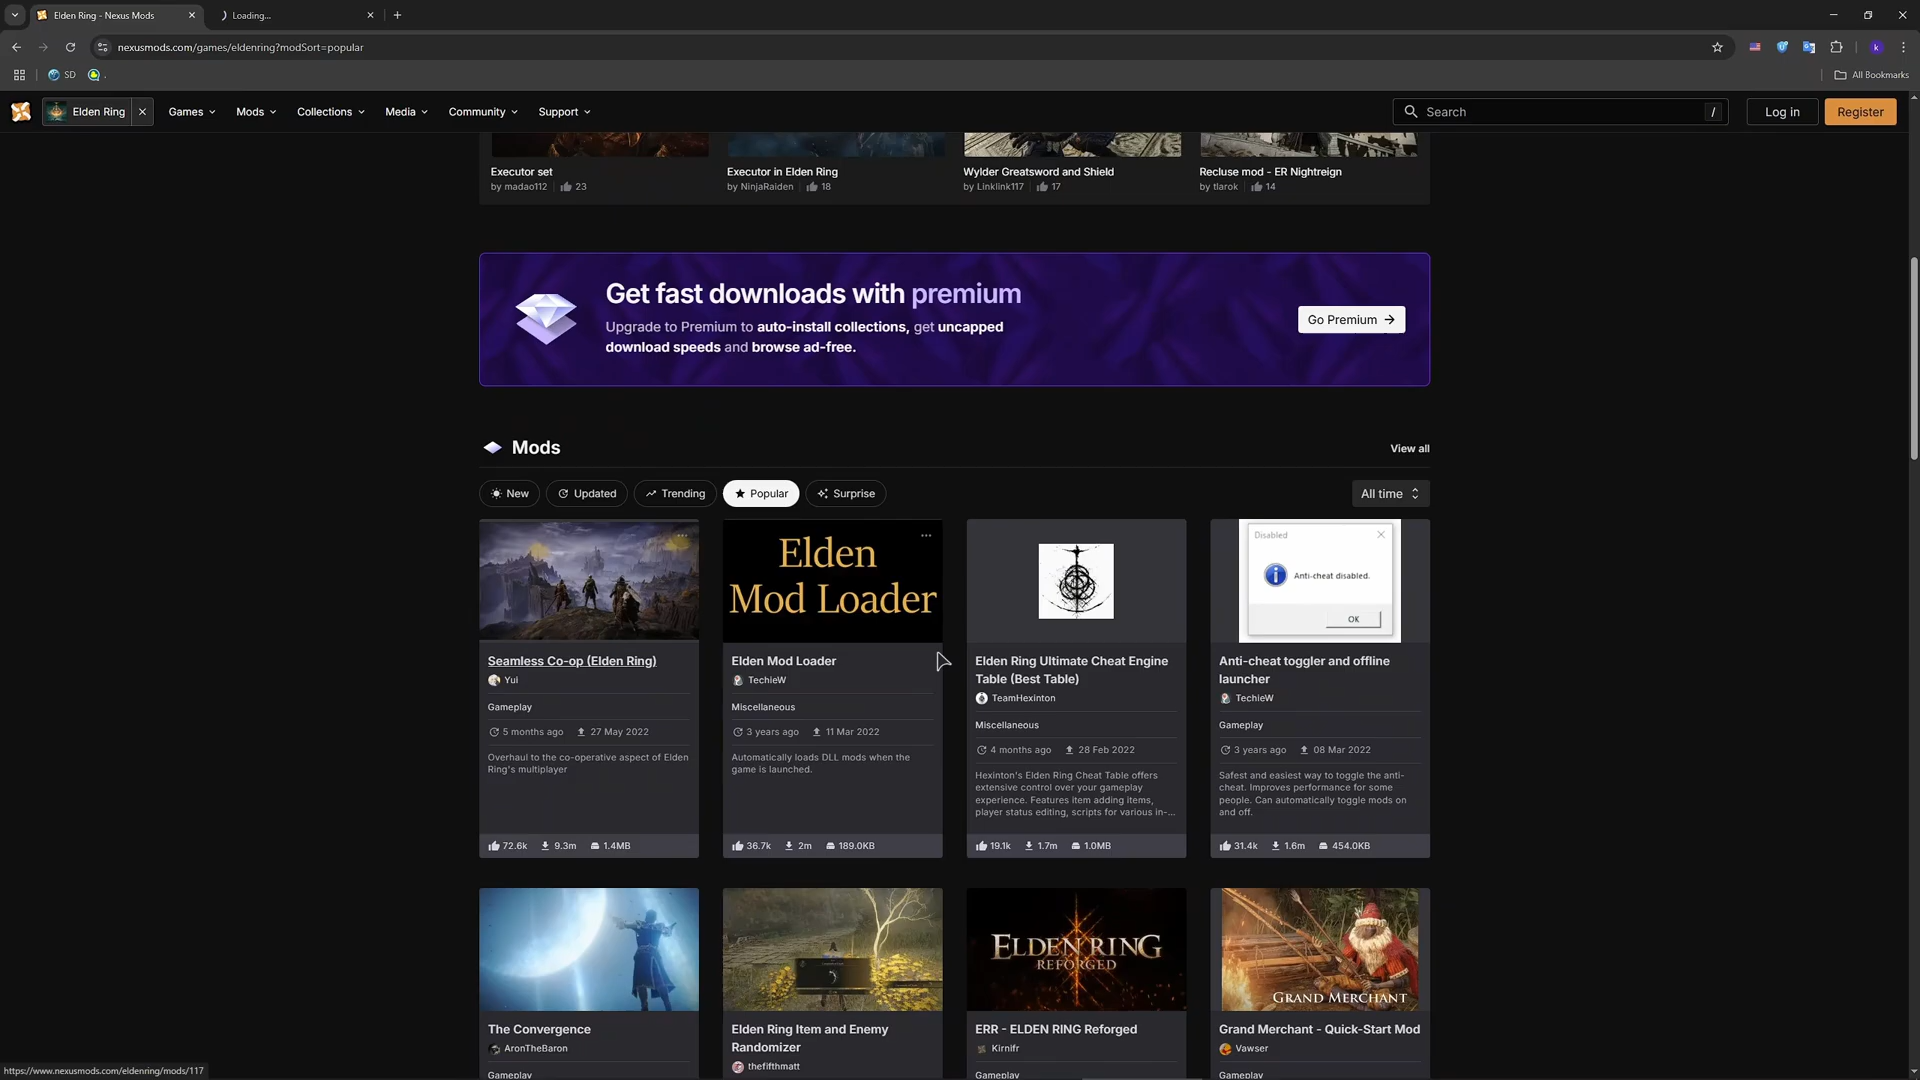 Elden Ring - Nexus Mods
Loading...
nexusmods.com/games/eldenring?modSort=popular
k
SD
.
All Bookmarks
Elden Ring
Games
Mods
Collections
Media
Community
Support
Search
/
Log in
Register
Executor set
by madao112 23
Executor in Elden Ring
by NinjaRaiden 18
Wylder Greatsword and Shield
by Linklink117 17
Recluse mod - ER Nightreign
by tlarok 14
Get fast downloads with premium
Upgrade to Premium to auto-install collections, get uncapped
download speeds and browse ad-free.
Go Premium
Mods
View all
New
Updated
Trending
Popular
Surprise
All time
Seamless Co-op (Elden Ring)
Yui
Gameplay
5 months ago 27 May 2022
Overhaul to the co-operative aspect of Elden
Ring's multiplayer
72.6k 9.3m 1.4MB
Elden
Mod Loader
Elden Mod Loader
TechieW
Miscellaneous
3 years ago 11 Mar 2022
Automatically loads DLL mods when the
game is launched.
36.7k 2m 189.0KB
Elden Ring Ultimate Cheat Engine
Table (Best Table)
TeamHexinton
Miscellaneous
4 months ago 28 Feb 2022
Hexinton's Elden Ring Cheat Table offers
extensive control over your gameplay
experience. Features item adding items,
player status editing, scripts for various in-...
19.1k 1.7m 1.0MB
Disabled
Anti-cheat disabled.
OK
Anti-cheat toggler and offline
launcher
TechieW
Gameplay
3 years ago 08 Mar 2022
Safest and easiest way to toggle the anti-
cheat. Improves performance for some
people. Can automatically toggle mods on
and off.
31.4k 1.6m 454.0KB
The Convergence
AronTheBaron
Gameplay
Elden Ring Item and Enemy
Randomizer
thefifthmatt
ELDEN RING
REFORGED
ERR - ELDEN RING Reforged
Kirnifr
Gameplay
GRAND MERCHANT
Grand Merchant - Quick-Start Mod
Vawser
Gameplay
https://www.nexusmods.com/eldenring/mods/117